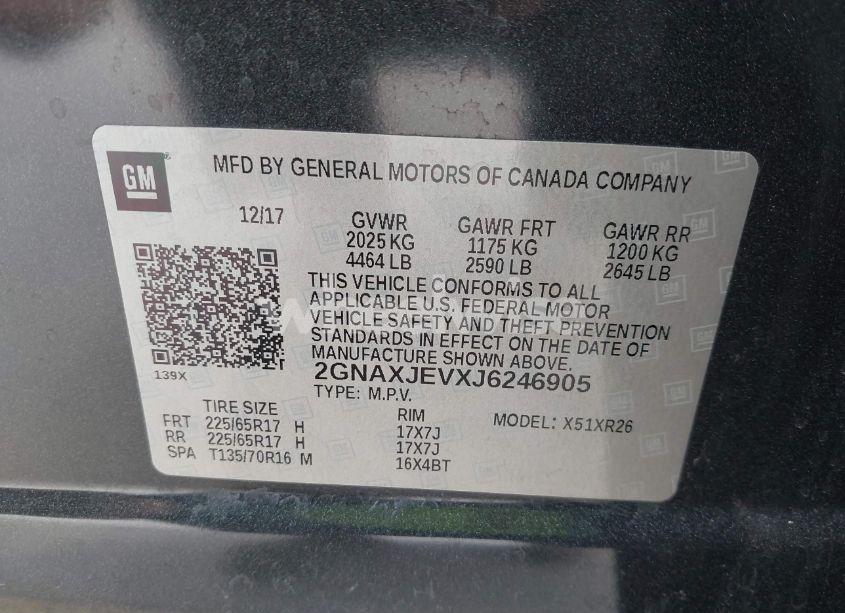 GM
MFD BY GENERAL MOTORS OF CANADA COMPANY
12/17
GVWR GAWR FRT GAWR RR
2025 KG 1175 KG 1200 KG
4464 LB 2590 LB 2645 LB
THIS VEHICLE CONFORMS TO ALL
APPLICABLE U.S. FEDERAL MOTOR
VEHICLE SAFETY AND THEFT PREVENTION
STANDARDS IN EFFECT ON THE DATE OF
MANUFACTURE SHOWN ABOVE.
139X
2GNAXJEVXJ6246905
TYPE: M.P.V.
TIRE SIZE RIM MODEL: X51XR26
FRT 225/65R17 H 17X7J
RR 225/65R17 H 17X7J
SPA T135/70R16 M 16X4BT